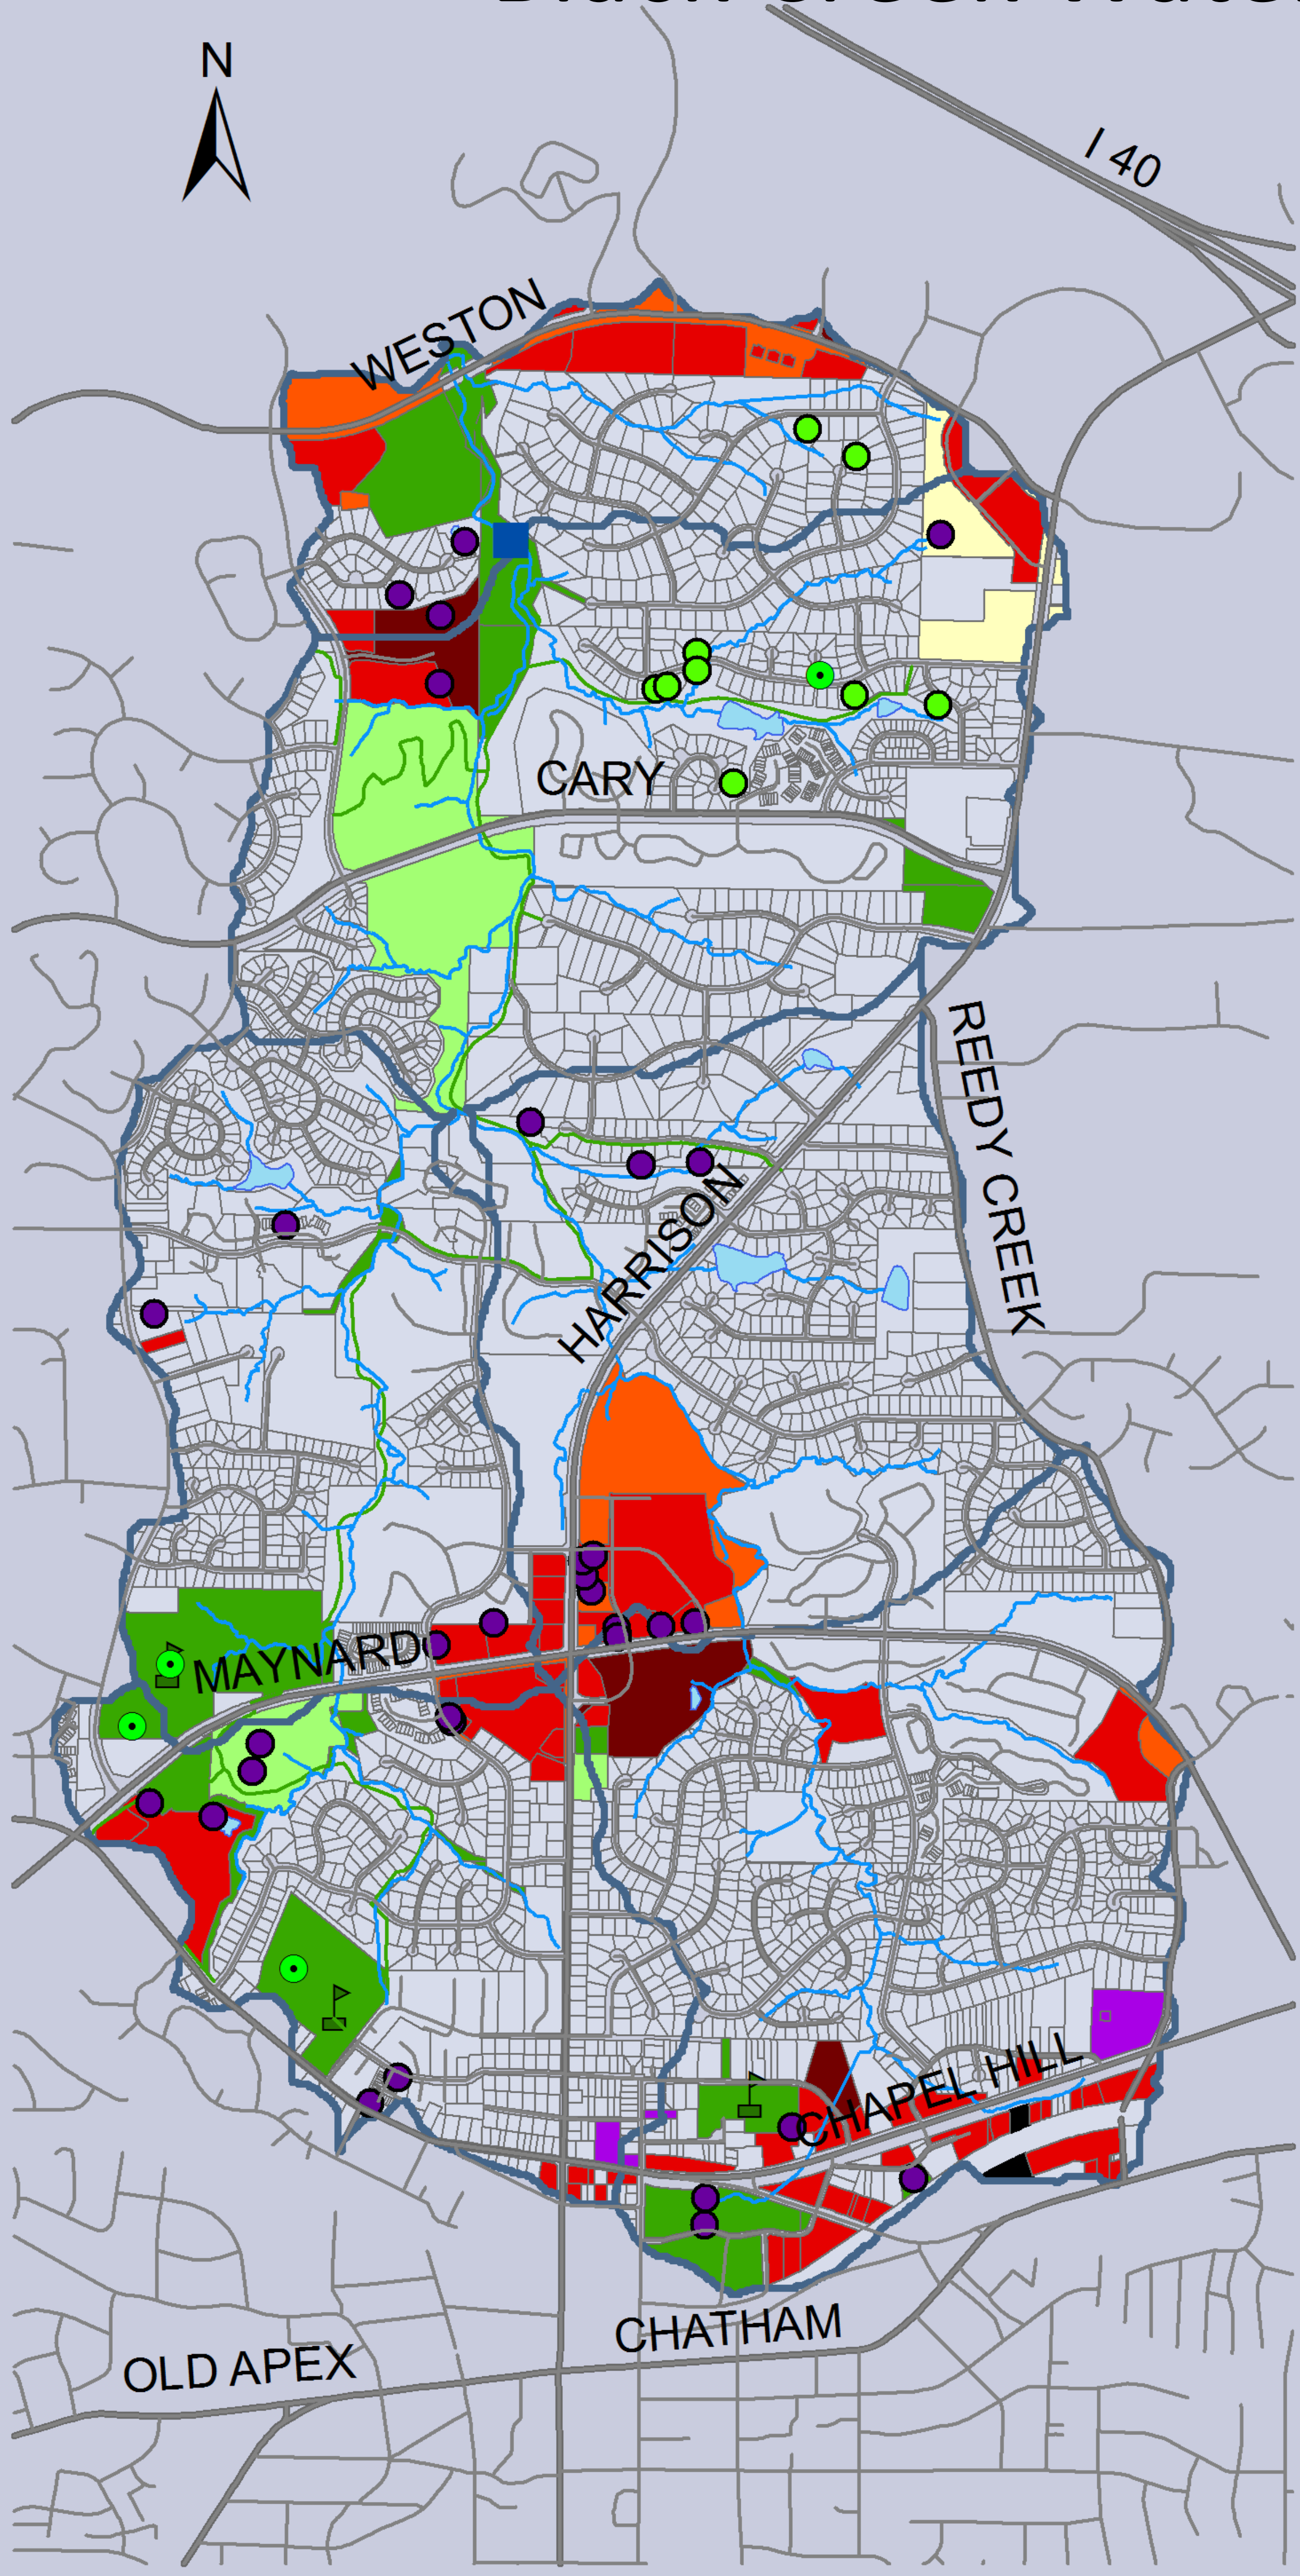 N
I 40
WESTON
CARY
REEDY CREEK
HARRISON
MAYNARD
CHAPEL HILL
CHATHAM
OLD APEX